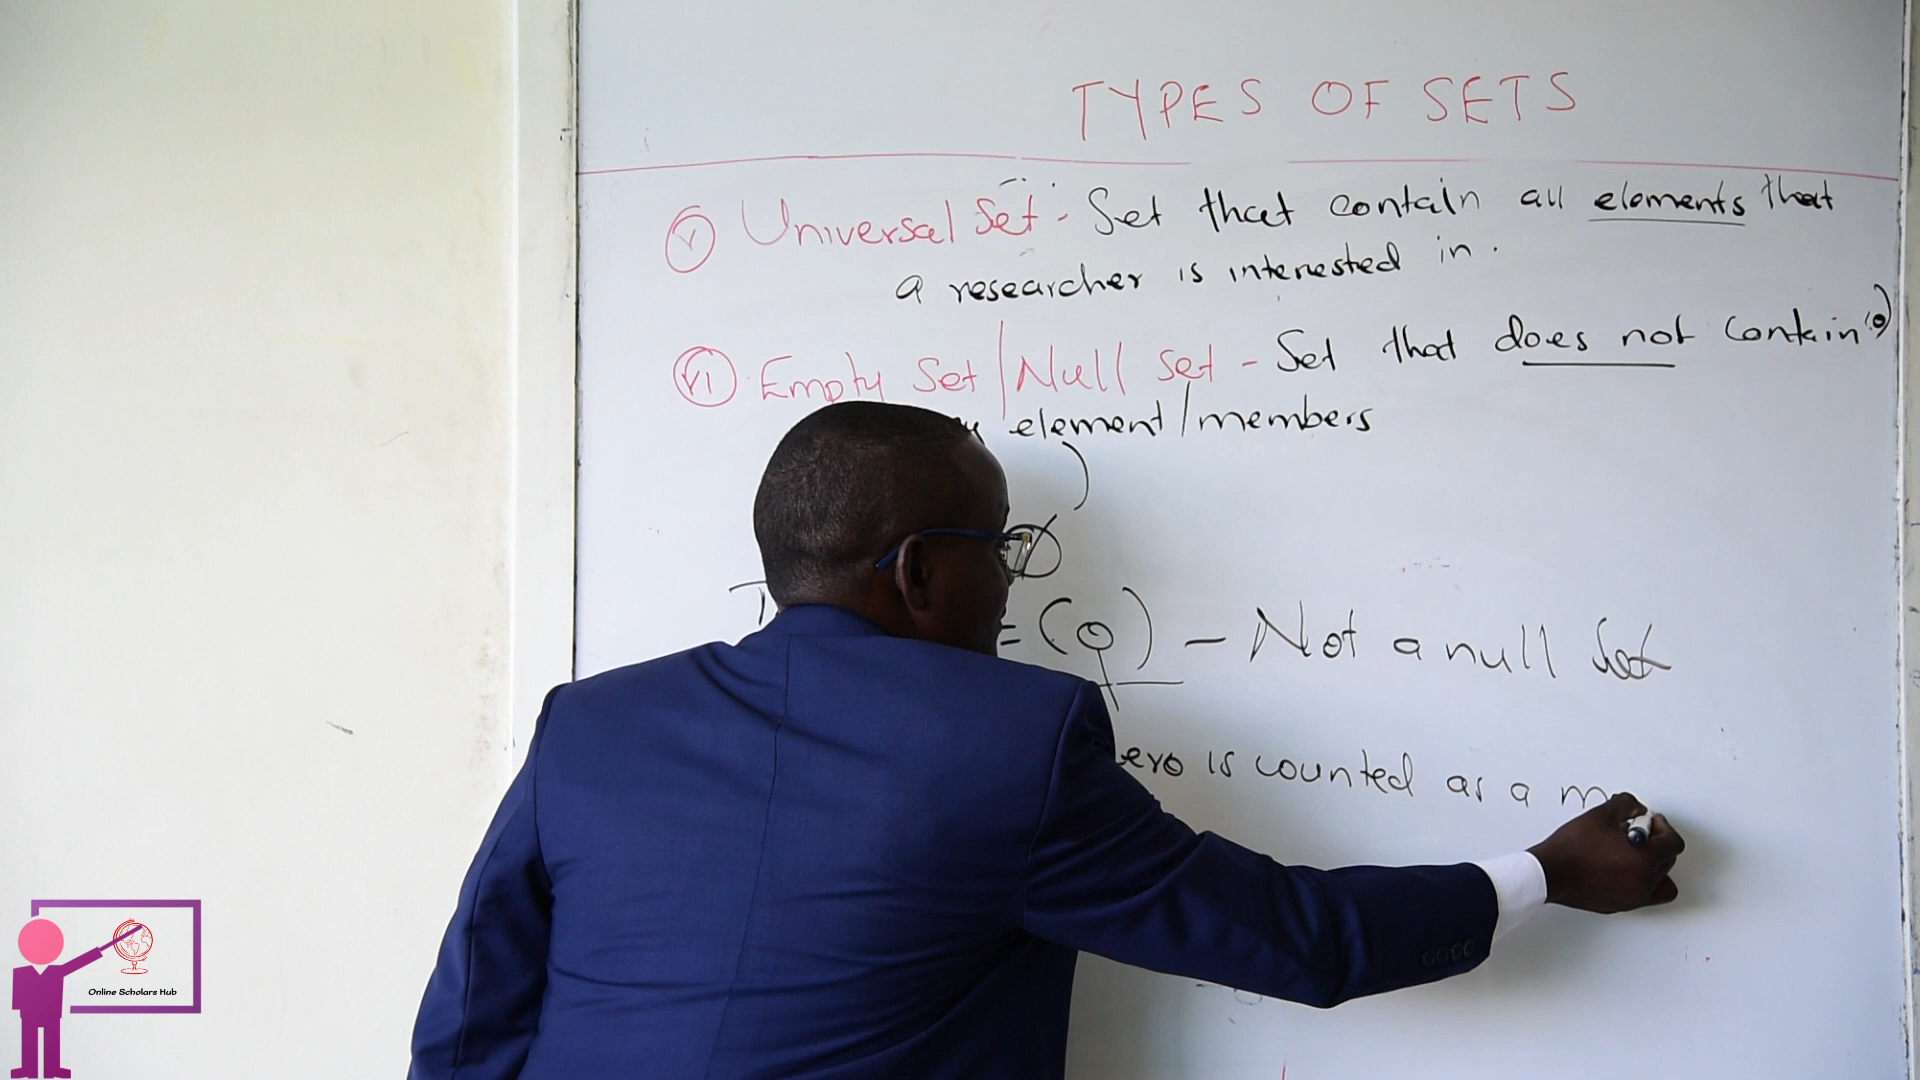 TYPES OF SETS
(v) Universal Set - Set that contain all elements that
a researcher is interested in.
(vi) Empty Set/Null Set - Set that does not contain
element/members
)
∅
= (0) - Not a null Set
ero is counted as a m
Online Scholars Hub